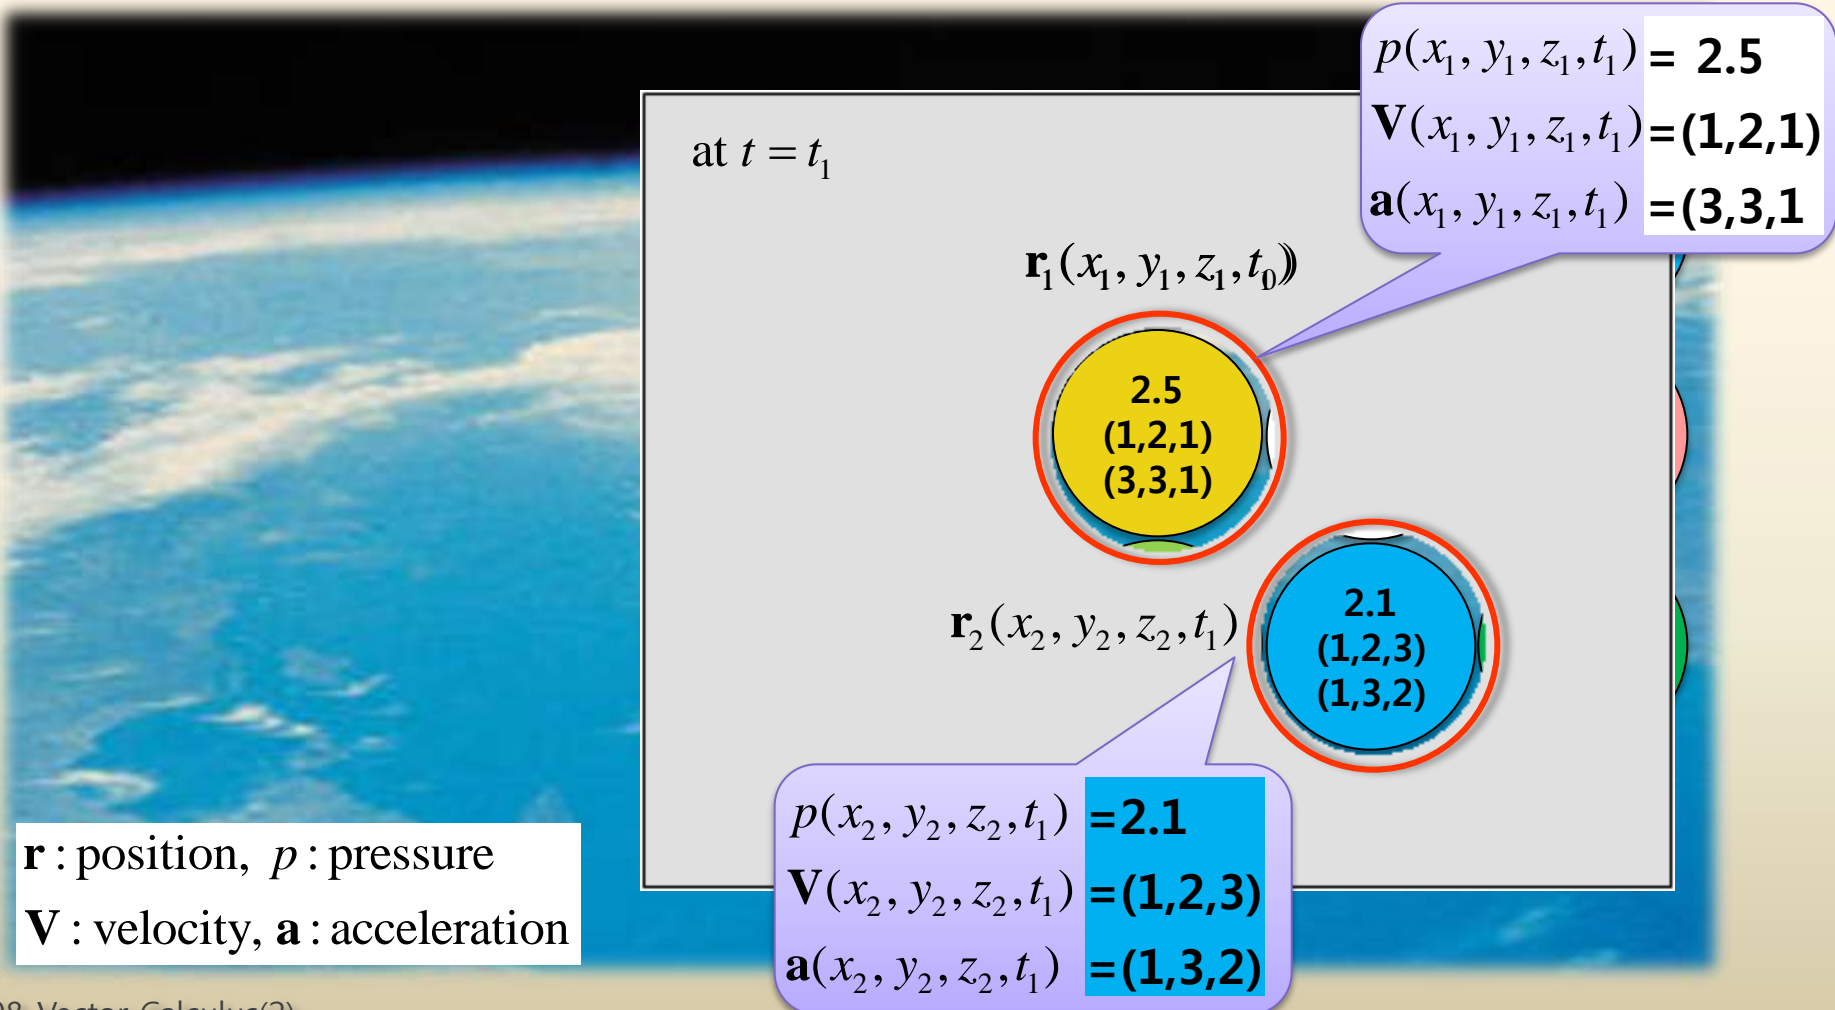 p(x₁, y₁, z₁, t₁) = 2.5
V(x₁, y₁, z₁, t₁) =(1,2,1)
a(x₁, y₁, z₁, t₁) =(3,3,1
at t = t₁
r₁(x₁, y₁, z₁, t₀))
2.5
(1,2,1)
(3,3,1)
r₂(x₂, y₂, z₂, t₁)
2.1
(1,2,3)
(1,3,2)
p(x₂, y₂, z₂, t₁) =2.1
V(x₂, y₂, z₂, t₁) =(1,2,3)
a(x₂, y₂, z₂, t₁) =(1,3,2)
r : position, p : pressure
V : velocity, a : acceleration
Vector Calculus(2)